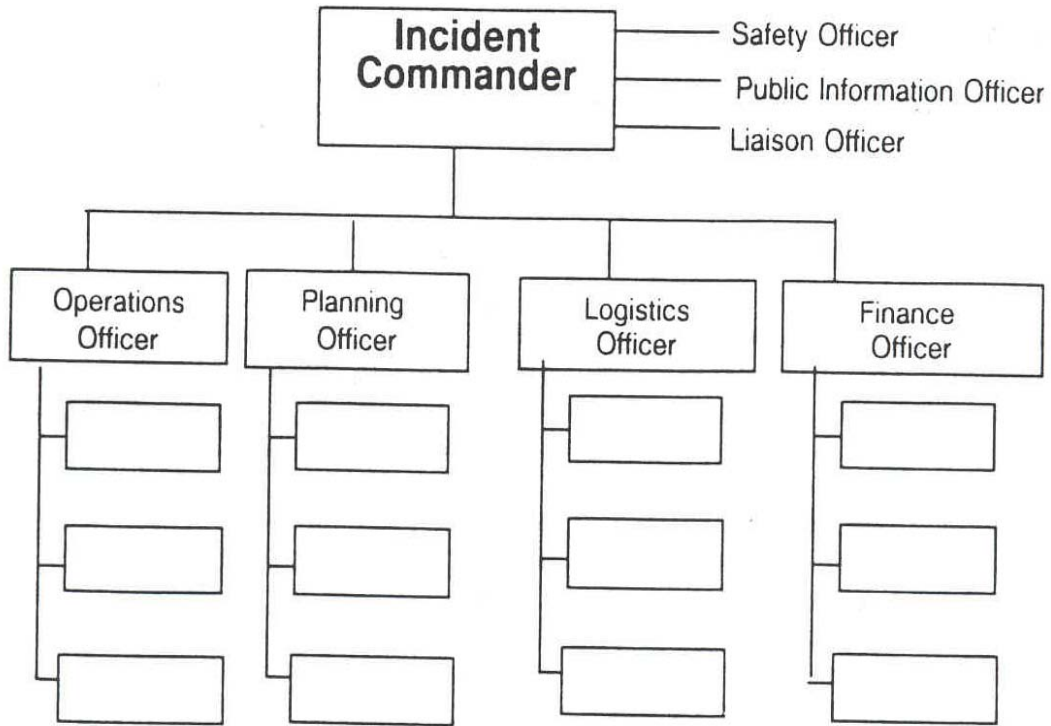 Incident
Commander
Safety Officer
Public Information Officer
Liaison Officer
Operations
Officer
Planning
Officer
Logistics
Officer
Finance
Officer